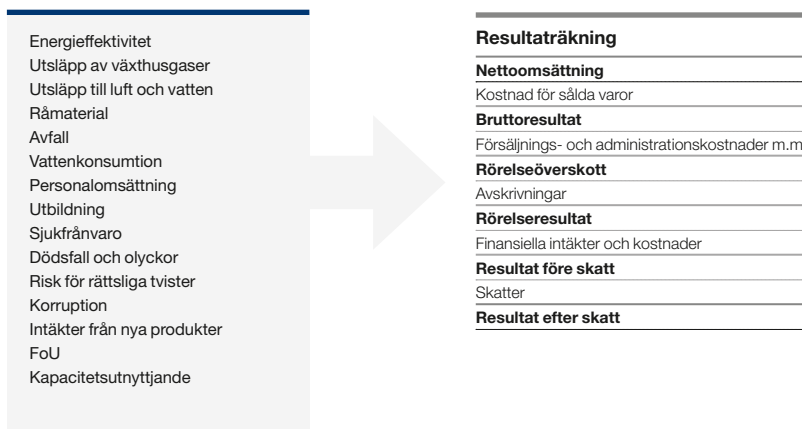 Energieffektivitet
Utsläpp av växthusgaser
Utsläpp till luft och vatten
Råmaterial
Avfall
Vattenkonsumtion
Personalomsättning
Utbildning
Sjukfrånvaro
Dödsfall och olyckor
Risk för rättsliga tvister
Korruption
Intäkter från nya produkter
FoU
Kapacitetsutnyttjande
Resultaträkning
Nettoomsättning
Kostnad för sålda varor
Bruttoresultat
Försäljnings- och administrationskostnader m.m
Rörelseöverskott
Avskrivningar
Rörelseresultat
Finansiella intäkter och kostnader
Resultat före skatt
Skatter
Resultat efter skatt